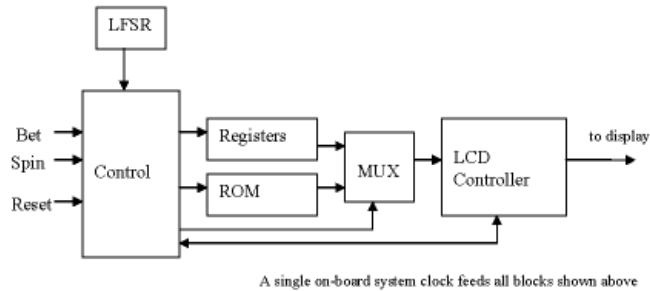 LFSR
Bet
Spin
Reset
Control
Registers
ROM
MUX
LCD
Controller
to display
A single on-board system clock feeds all blocks shown above